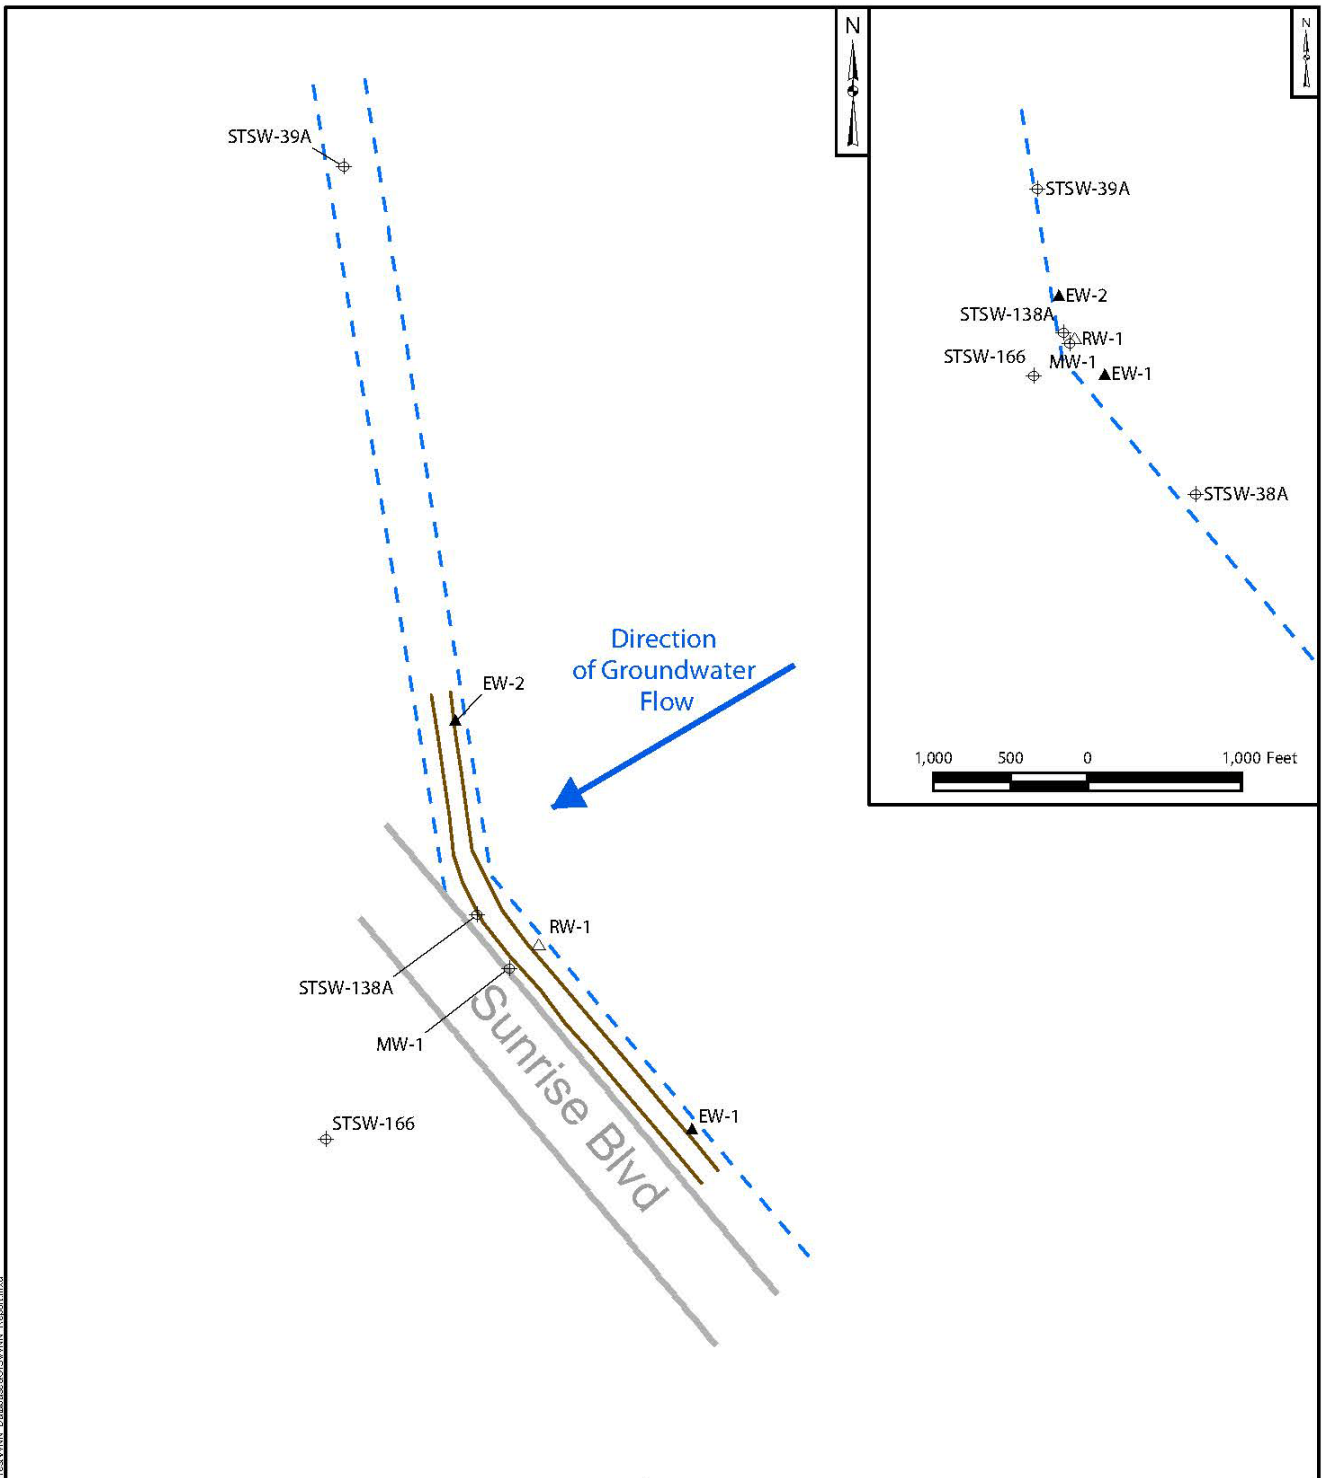 N
STSW-39A
Direction
of Groundwater
Flow
EW-2
RW-1
STSW-138A
MW-1
Sunrise Blvd
STSW-166
EW-1
N
STSW-39A
EW-2
STSW-138A
RW-1
STSW-166
MW-1
EW-1
STSW-38A
1,000 500 0 1,000 Feet